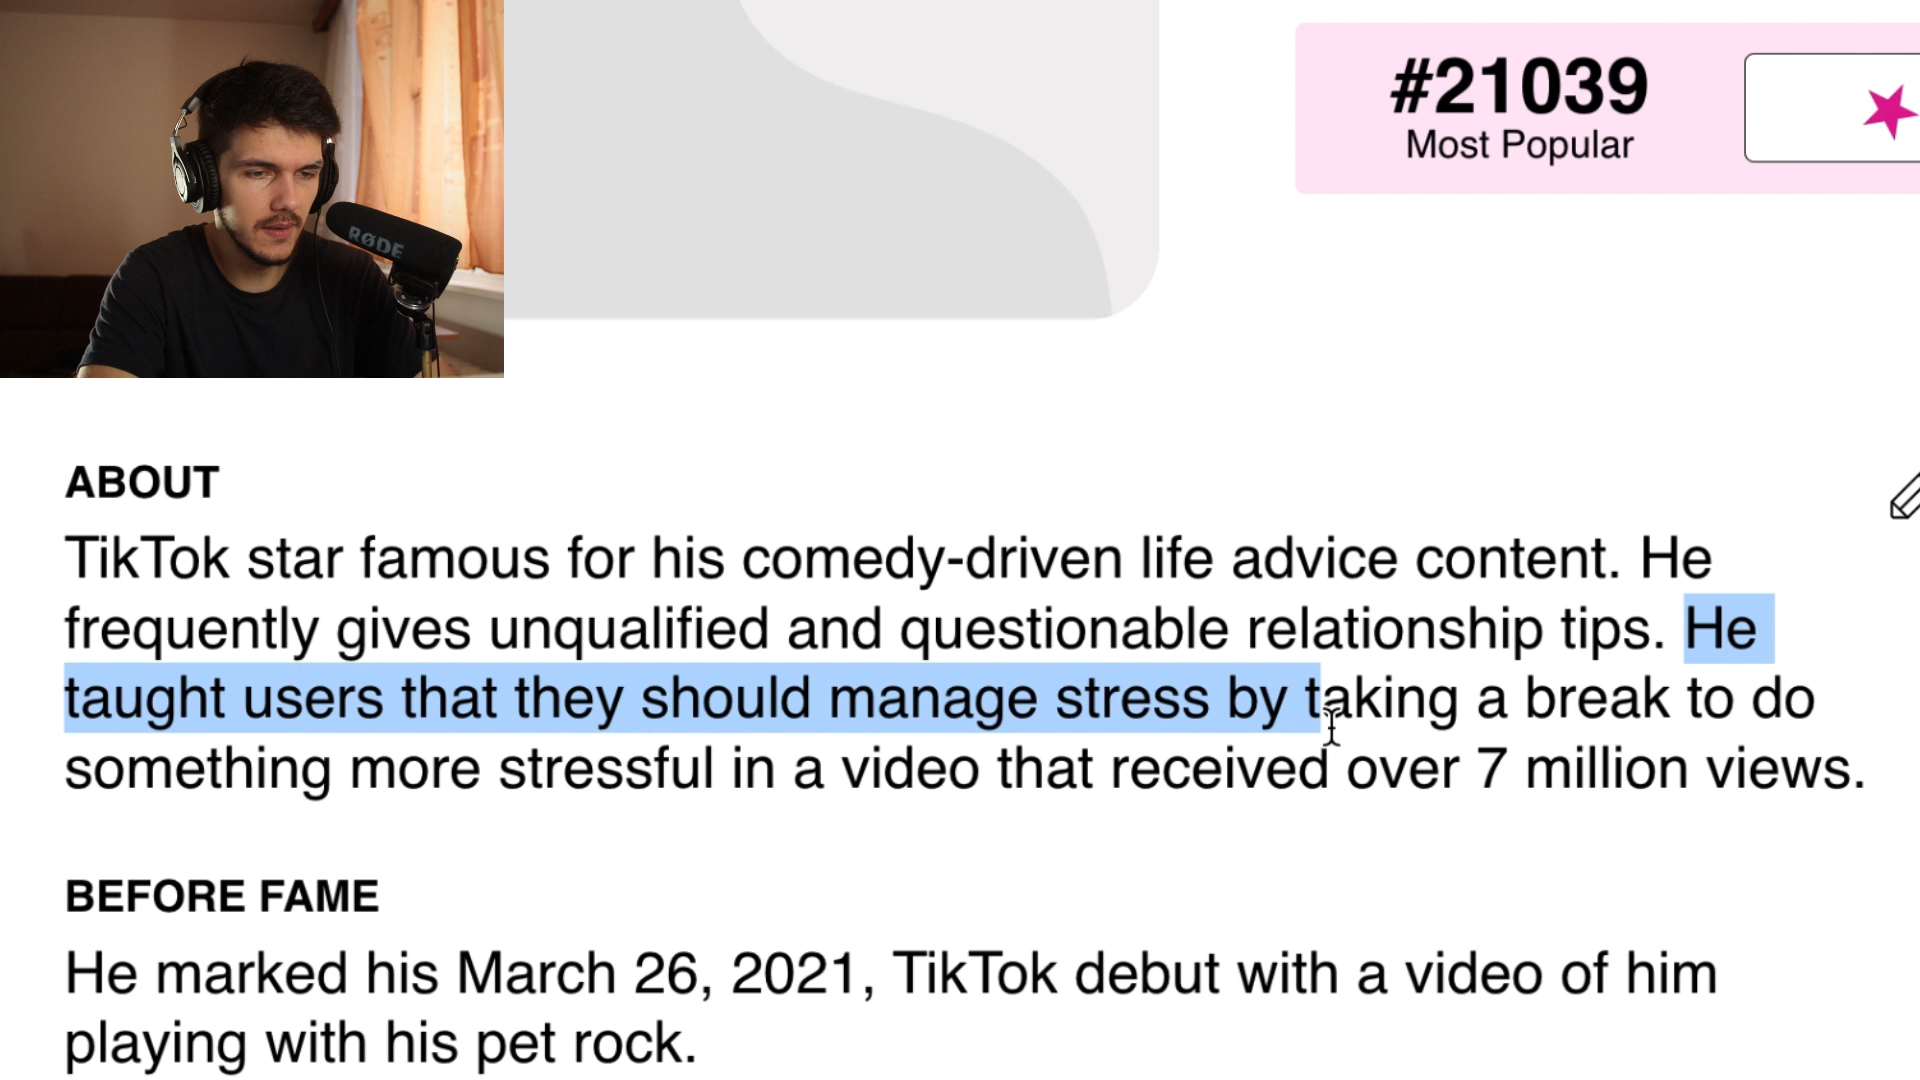 RØDE
#21039
Most Popular
ABOUT
TikTok star famous for his comedy-driven life advice content. He
frequently gives unqualified and questionable relationship tips. He
taught users that they should manage stress by taking a break to do
something more stressful in a video that received over 7 million views.
BEFORE FAME
He marked his March 26, 2021, TikTok debut with a video of him
playing with his pet rock.